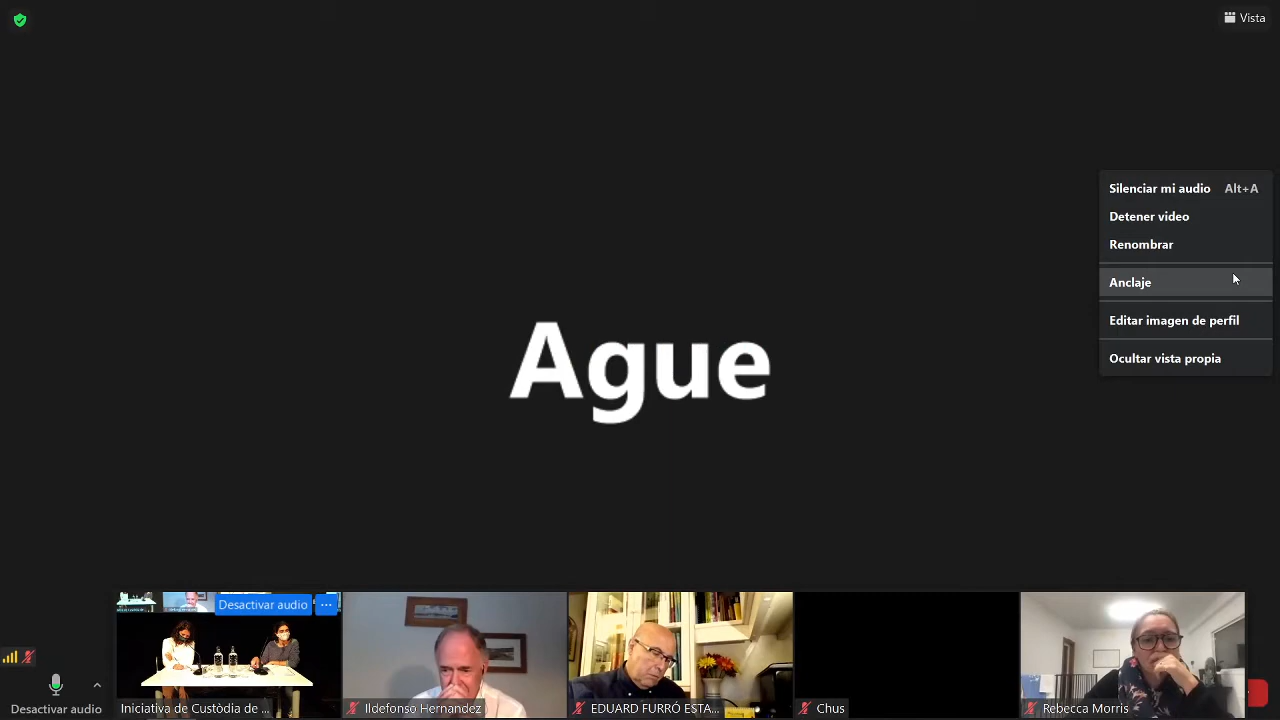 Vista
Silenciar mi audio Alt+A
Detener video
Renombrar
Anclaje
Editar imagen de perfil
Ocultar vista propia
Ague
Desactivar audio ...
Iniciativa de Custòdia de ...
Ildefonso Hernandez
EDUARD FURRÓ ESTA...
Chus
Rebecca Morris
Desactivar audio